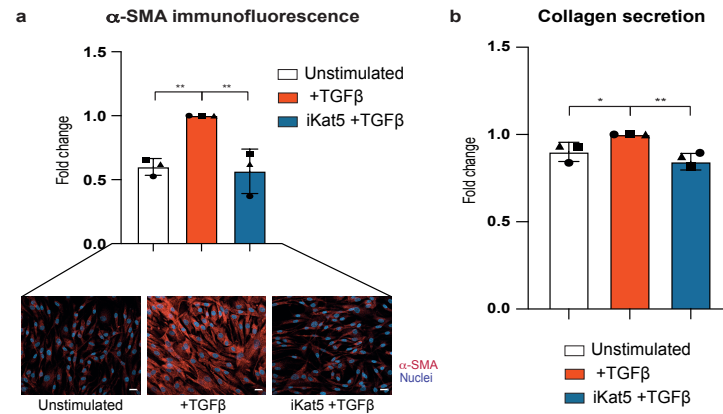 a
α-SMA immunofluorescence
Fold change
1.5
1.0
0.5
0.0
**
**
Unstimulated
+TGFβ
iKat5 +TGFβ
Unstimulated
+TGFβ
iKat5 +TGFβ
α-SMA
Nuclei
b
Collagen secretion
Fold change
1.5
1.0
0.5
0.0
*
**
Unstimulated
+TGFβ
iKat5 +TGFβ